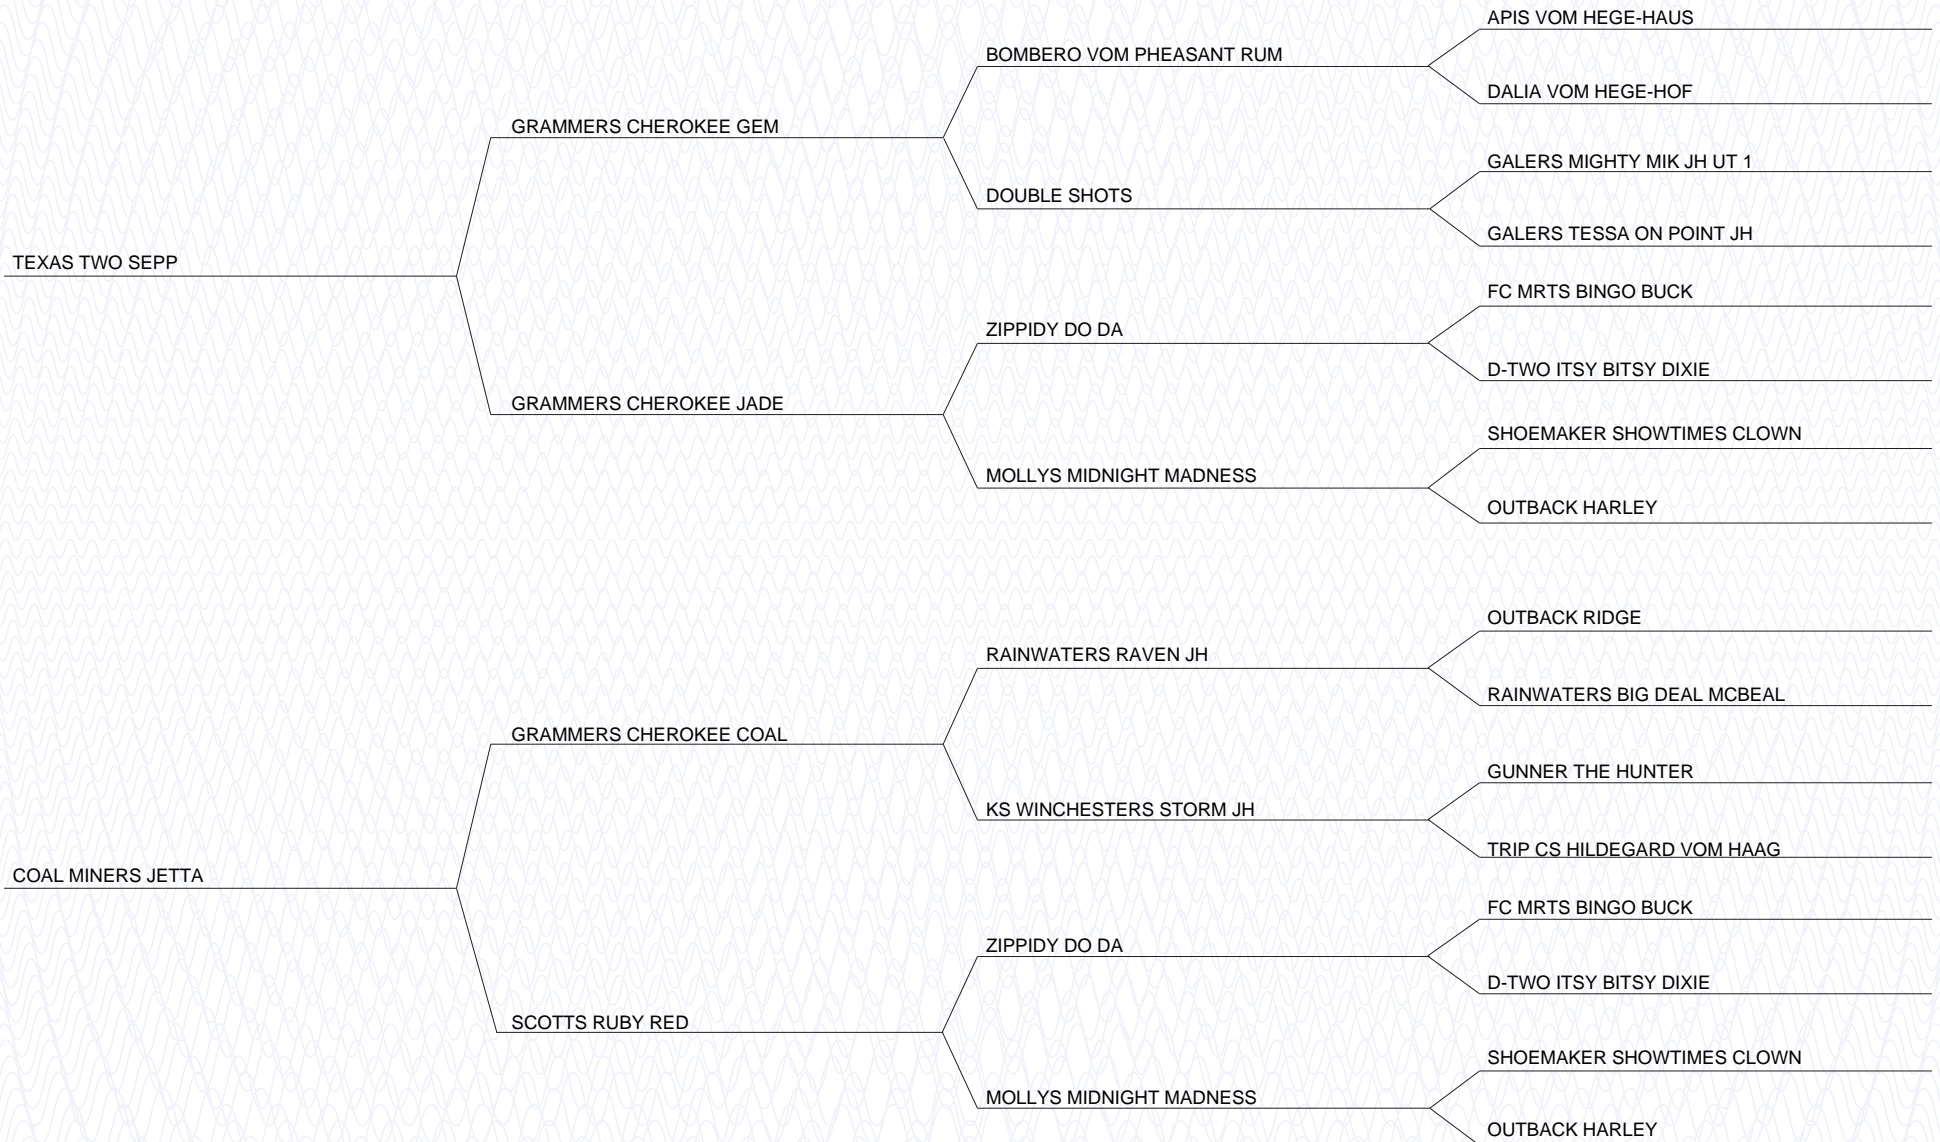 APIS VOM HEGE-HAUS
BOMBERO VOM PHEASANT RUM
DALIA VOM HEGE-HOF
GRAMMERS CHEROKEE GEM
GALERS MIGHTY MIK JH UT 1
DOUBLE SHOTS
GALERS TESSA ON POINT JH
TEXAS TWO SEPP
FC MRTS BINGO BUCK
ZIPPIDY DO DA
D-TWO ITSY BITSY DIXIE
GRAMMERS CHEROKEE JADE
SHOEMAKER SHOWTIMES CLOWN
MOLLYS MIDNIGHT MADNESS
OUTBACK HARLEY
OUTBACK RIDGE
RAINWATERS RAVEN JH
RAINWATERS BIG DEAL MCBEAL
GRAMMERS CHEROKEE COAL
GUNNER THE HUNTER
KS WINCHESTERS STORM JH
TRIP CS HILDEGARD VOM HAAG
COAL MINERS JETTA
FC MRTS BINGO BUCK
ZIPPIDY DO DA
D-TWO ITSY BITSY DIXIE
SCOTTS RUBY RED
SHOEMAKER SHOWTIMES CLOWN
MOLLYS MIDNIGHT MADNESS
OUTBACK HARLEY